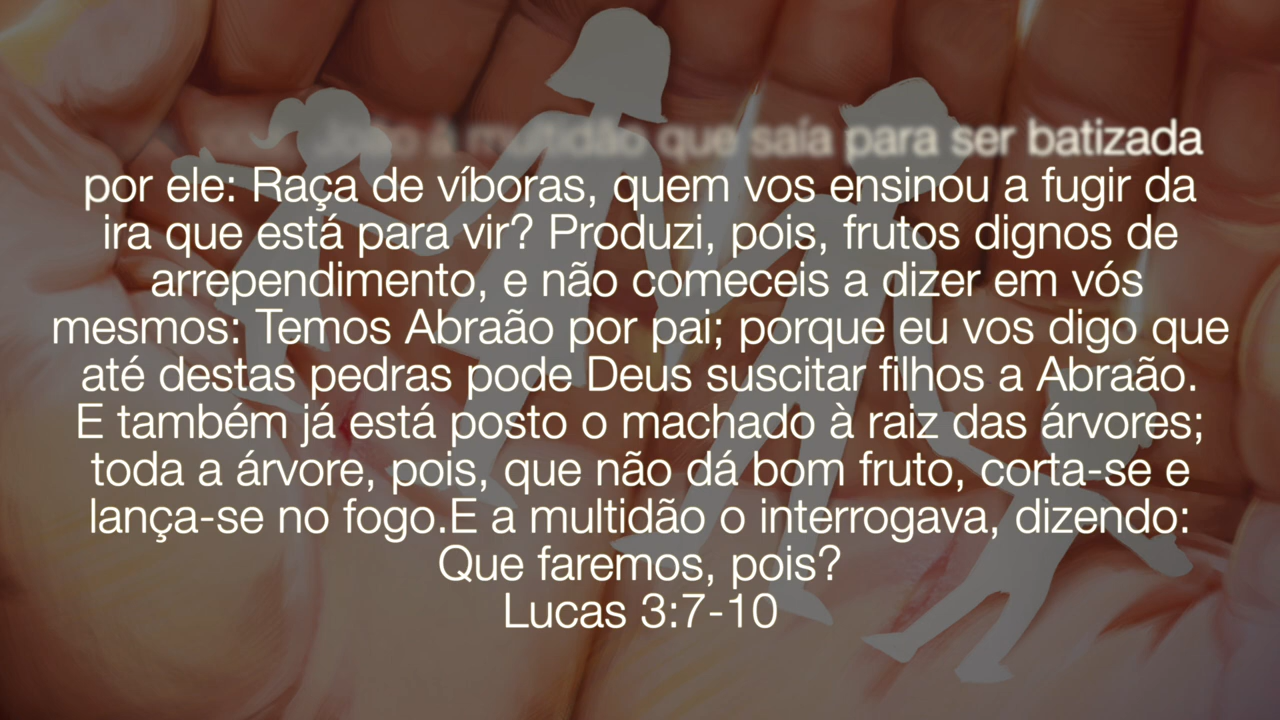 João à multidão que saía para ser batizada
por ele: Raça de víboras, quem vos ensinou a fugir da
ira que está para vir? Produzi, pois, frutos dignos de
arrependimento, e não comeceis a dizer em vós
mesmos: Temos Abraão por pai; porque eu vos digo que
até destas pedras pode Deus suscitar filhos a Abraão.
E também já está posto o machado à raiz das árvores;
toda a árvore, pois, que não dá bom fruto, corta-se e
lança-se no fogo.E a multidão o interrogava, dizendo:
Que faremos, pois?
Lucas 3:7-10